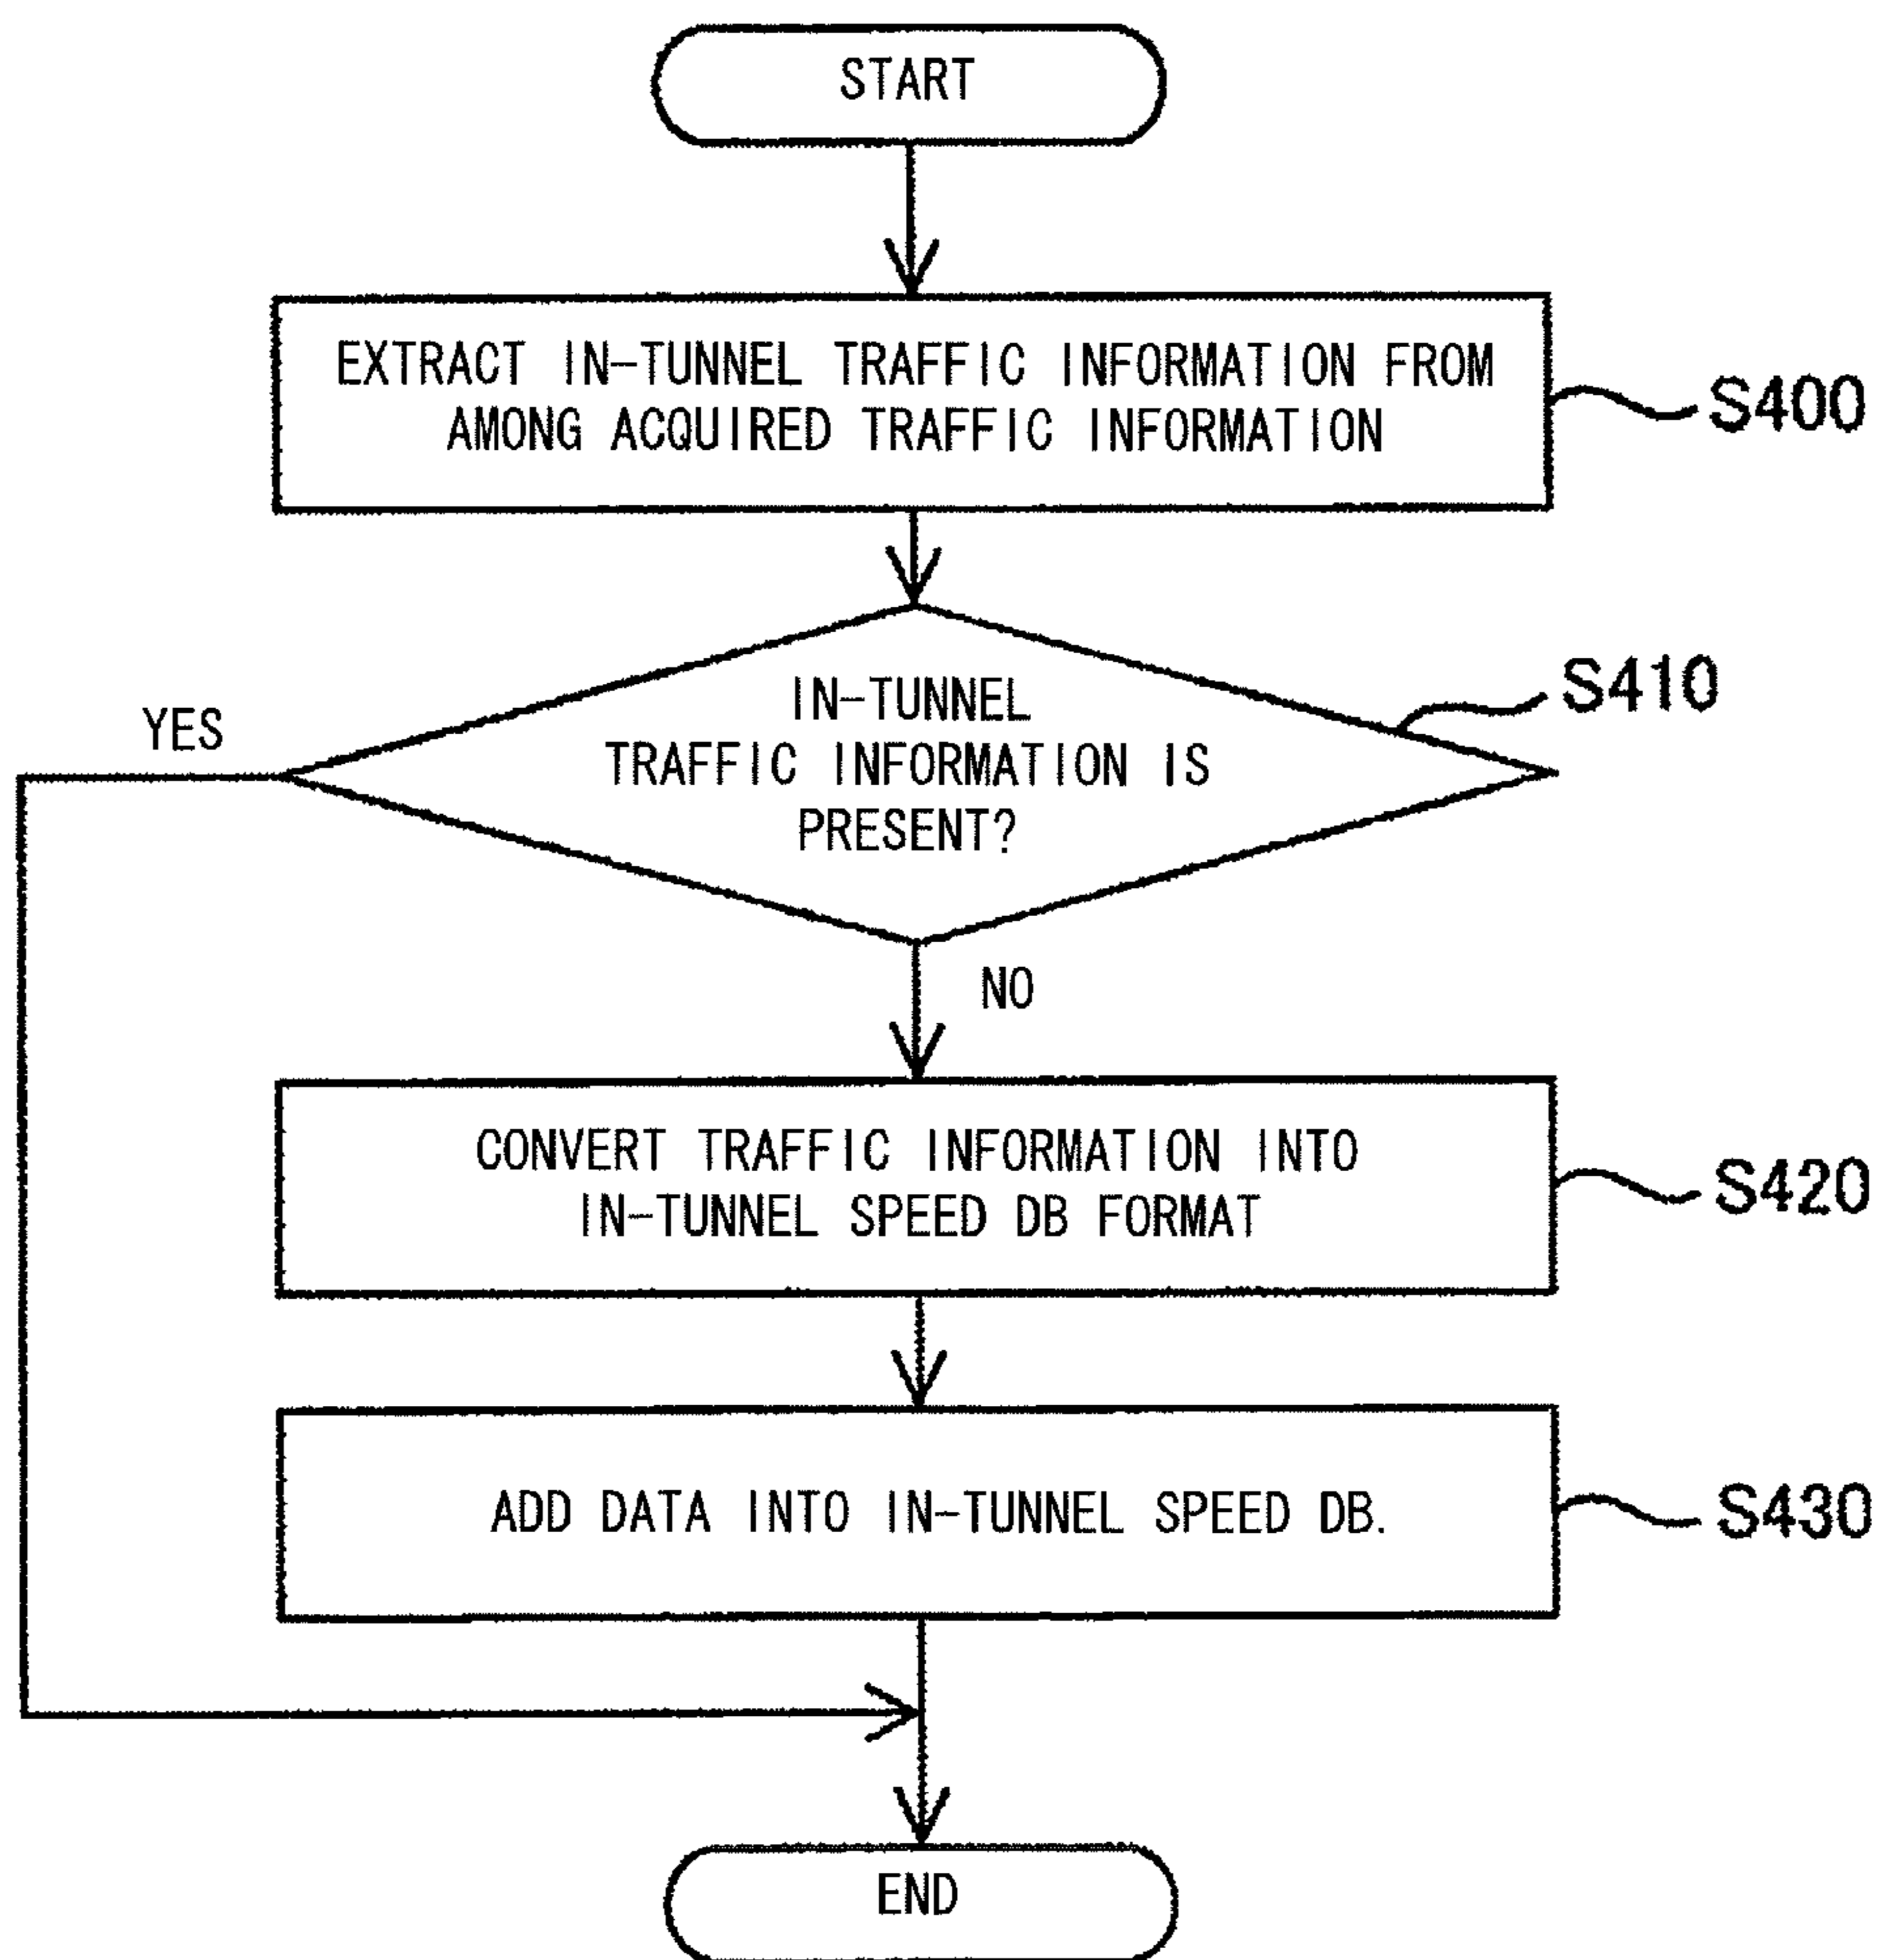 START
EXTRACT IN-TUNNEL TRAFFIC INFORMATION FROM
AMONG ACQUIRED TRAFFIC INFORMATION
S400
IN-TUNNEL
TRAFFIC INFORMATION IS
PRESENT?
S410
YES
NO
CONVERT TRAFFIC INFORMATION INTO
IN-TUNNEL SPEED DB FORMAT
S420
ADD DATA INTO IN-TUNNEL SPEED DB.
S430
END